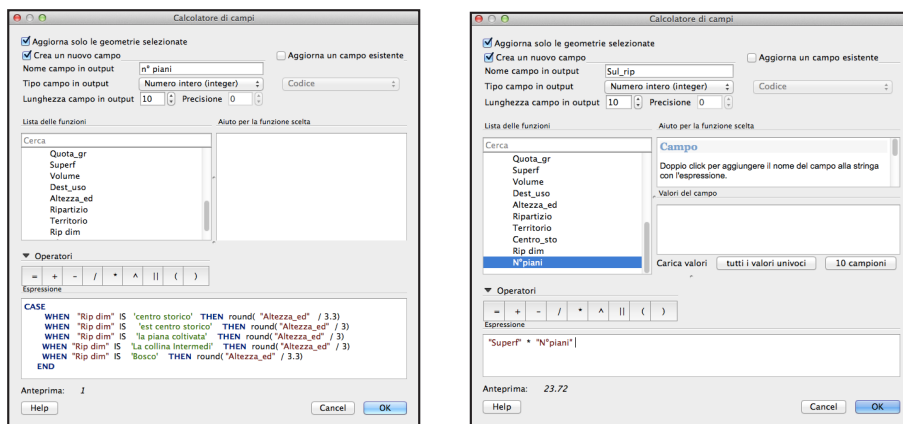 Calcolatore di campi
Aggiorna solo le geometrie selezionate
Crea un nuovo campo
Aggiorna un campo esistente
Nome campo in output n° piani
Tipo campo in output Numero intero (integer) Codice
Lunghezza campo in output 10 Precisione 0
Lista delle funzioni Aiuto per la funzione scelta
Cerca
Quota_gr
Superf
Volume
Dest_uso
Altezza_ed
Ripartizio
Territorio
Rip dim
Operatori
= + - / * ^ || ( )
Espressione
CASE
WHEN "Rip dim" IS 'centro storico' THEN round( "Altezza_ed" / 3.3)
WHEN "Rip dim" IS 'est centro storico' THEN round( "Altezza_ed" / 3)
WHEN "Rip dim" IS 'la piana coltivata' THEN round( "Altezza_ed" / 3)
WHEN "Rip dim" IS 'La collina Intermedi' THEN round( "Altezza_ed" / 3)
WHEN "Rip dim" IS 'Bosco' THEN round( "Altezza_ed" / 3.3)
END
Anteprima: 1
Help Cancel OK
Calcolatore di campi
Aggiorna solo le geometrie selezionate
Crea un nuovo campo
Aggiorna un campo esistente
Nome campo in output Sul_rip
Tipo campo in output Numero intero (integer) Codice
Lunghezza campo in output 10 Precisione 0
Lista delle funzioni Aiuto per la funzione scelta
Cerca
Quota_gr
Superf
Volume
Dest_uso
Altezza_ed
Ripartizio
Territorio
Centro_sto
Rip dim
N°piani
Campo
Doppio click per aggiungere il nome del campo alla stringa
con l'espressione.
Valori del campo
Carica valori tutti i valori univoci 10 campioni
Operatori
= + - / * ^ || ( )
Espressione
"Superf" * "N°piani"
Anteprima: 23.72
Help Cancel OK